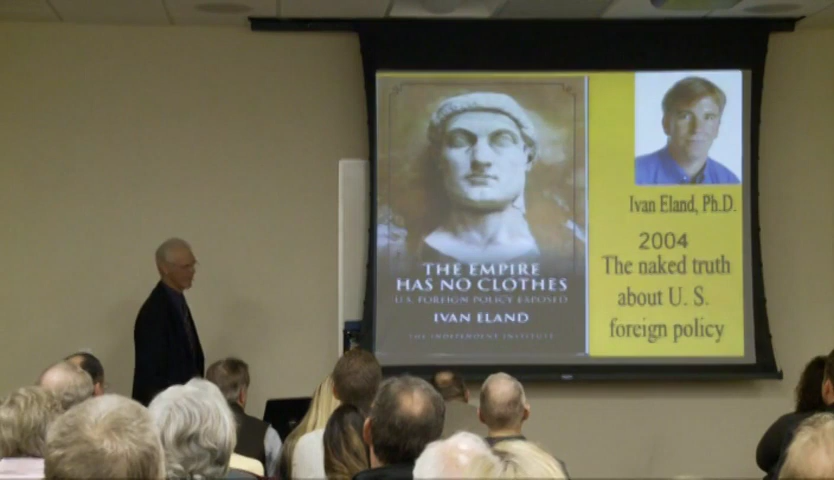 THE EMPIRE
HAS NO CLOTHES
U.S. FOREIGN POLICY EXPOSED
IVAN ELAND
THE INDEPENDENT INSTITUTE
Ivan Eland, Ph.D.
2004
The naked truth
about U. S.
foreign policy